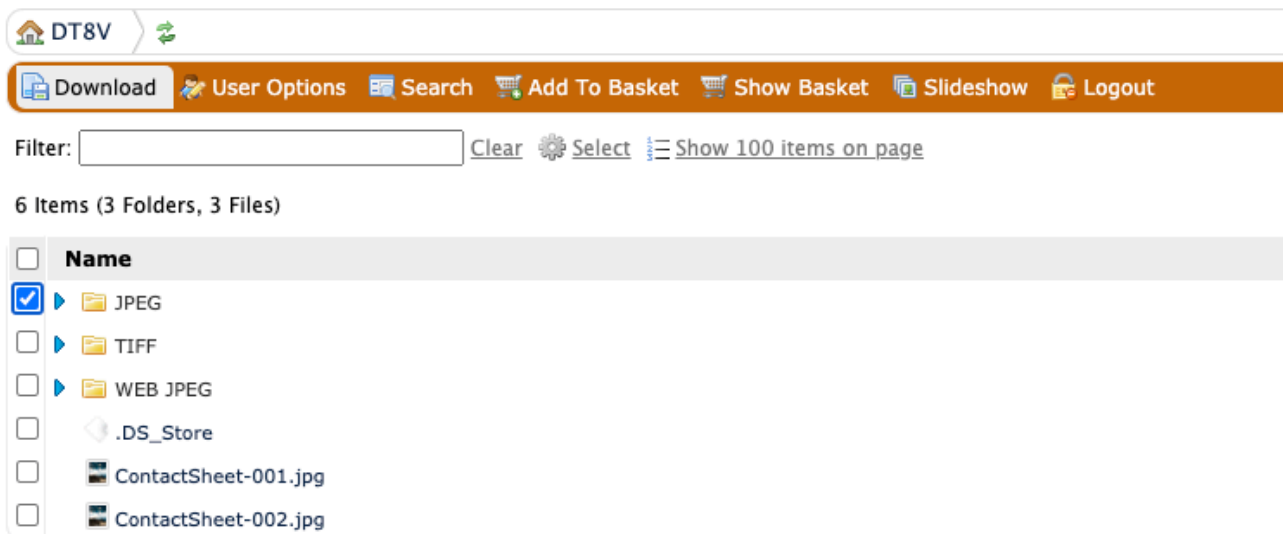 DT8V
Download User Options Search Add To Basket Show Basket Slideshow Logout
Filter: Clear Select Show 100 items on page
6 Items (3 Folders, 3 Files)
Name
JPEG
TIFF
WEB JPEG
.DS_Store
ContactSheet-001.jpg
ContactSheet-002.jpg